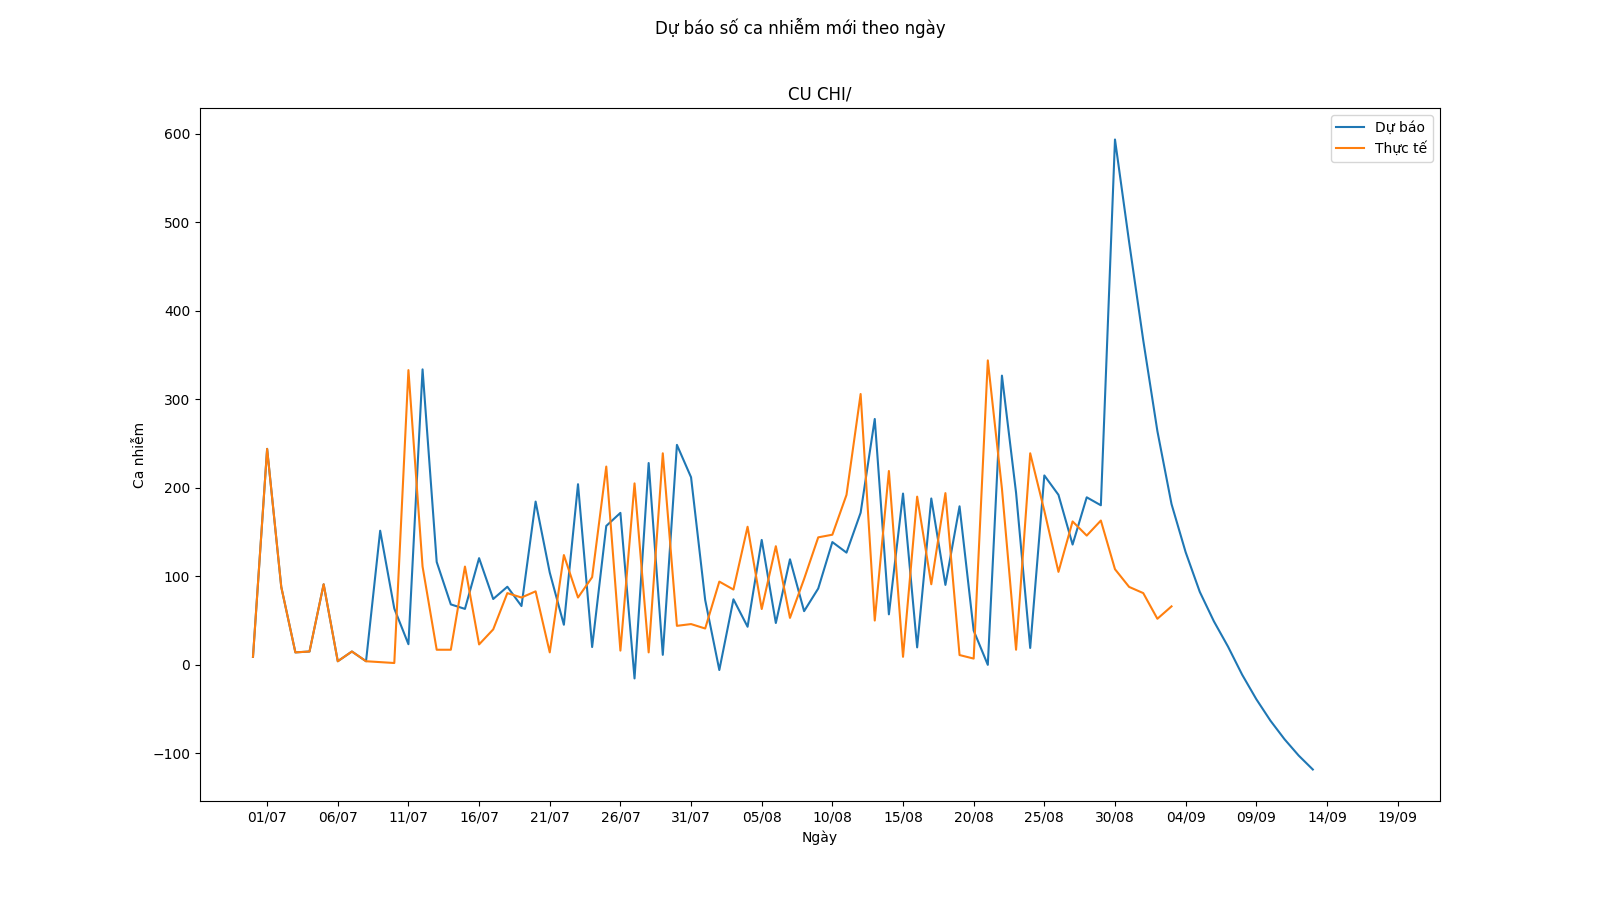 Dự báo số ca nhiễm mới theo ngày
CU CHI/
Dự báo
Thực tế
600
500
400
300
200
100
0
−100
Ca nhiễm
01/07 06/07 11/07 16/07 21/07 26/07 31/07 05/08 10/08 15/08 20/08 25/08 30/08 04/09 09/09 14/09 19/09
Ngày